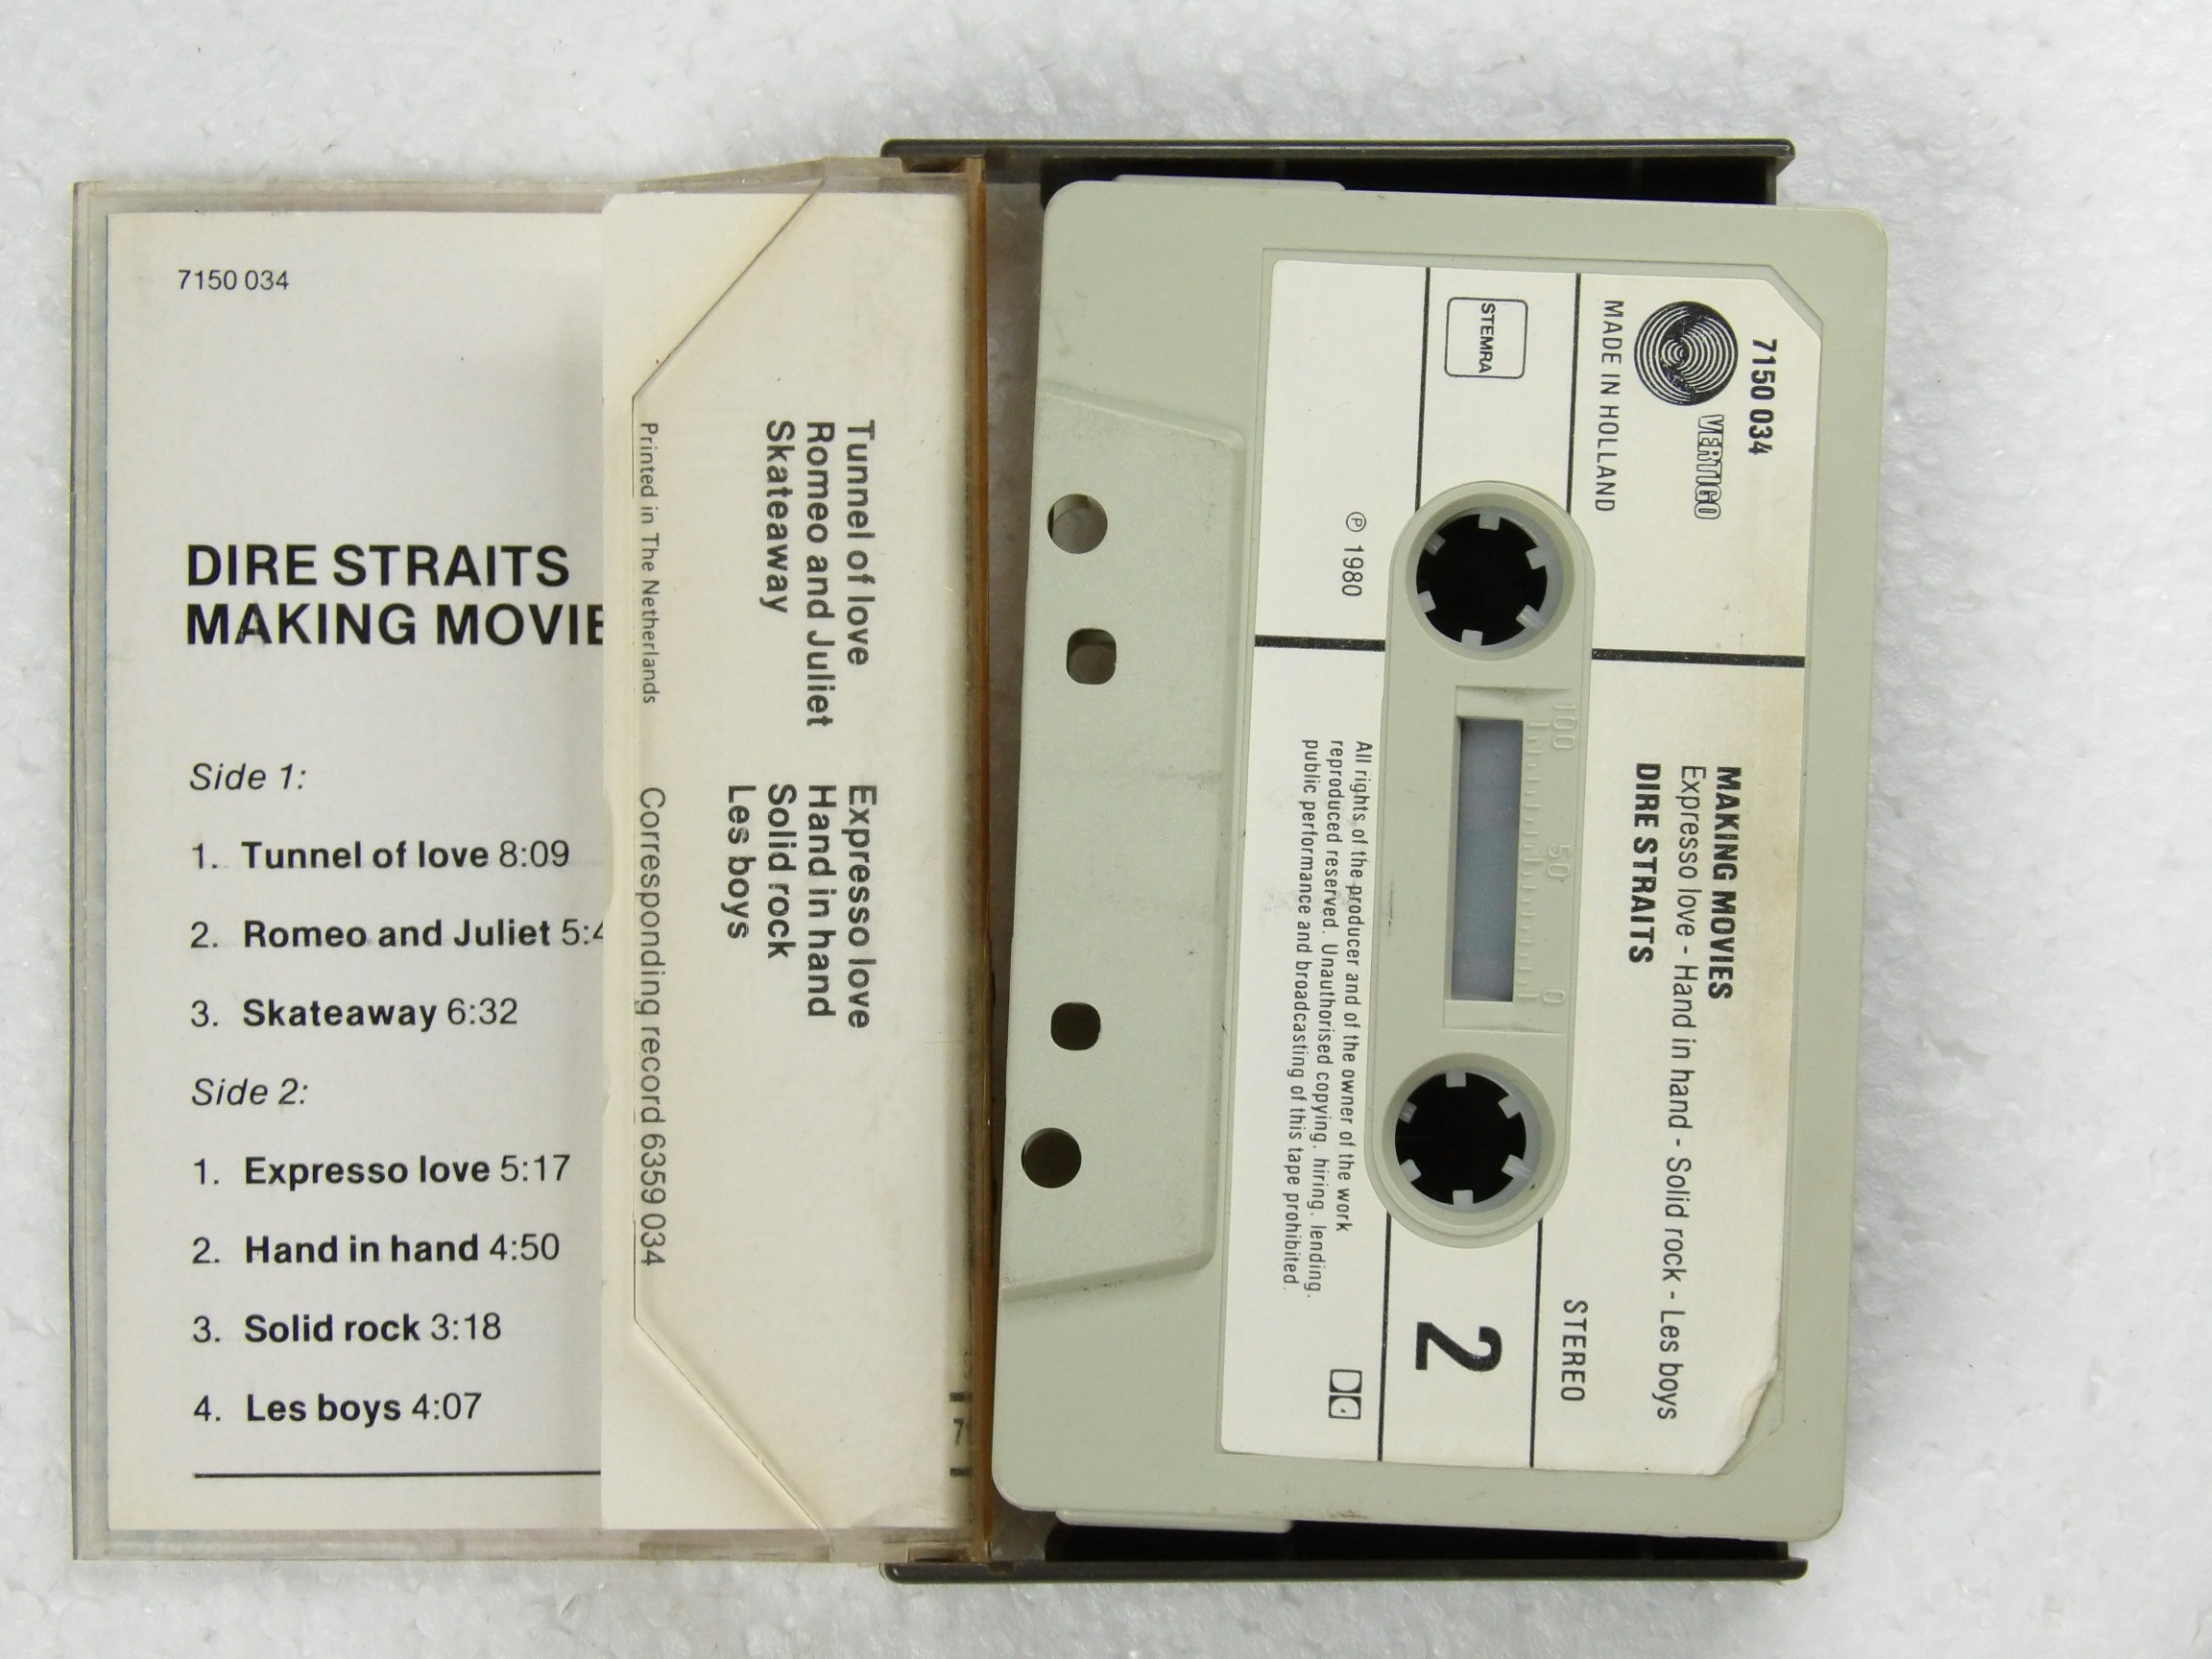 7150 034
DIRE STRAITS
MAKING MOVIE
Side 1:
1. Tunnel of love 8:09
2. Romeo and Juliet 5:4
3. Skateaway 6:32
Side 2:
1. Expresso love 5:17
2. Hand in hand 4:50
3. Solid rock 3:18
4. Les boys 4:07
Tunnel of love
Romeo and Juliet
Skateaway
Expresso love
Hand in hand
Solid rock
Les boys
Printed in The Netherlands
Corresponding record 6359 034
7
7150 034
VERTIGO
MADE IN HOLLAND
MAKING MOVIES
Expresso love - Hand in hand - Solid rock - Les boys
DIRE STRAITS
STEREO
STEMRA
100 50 0
2
℗ 1980
All rights of the producer and of the owner of the work
reproduced reserved. Unauthorised copying. hiring. lending.
public performance and broadcasting of this tape prohibited.